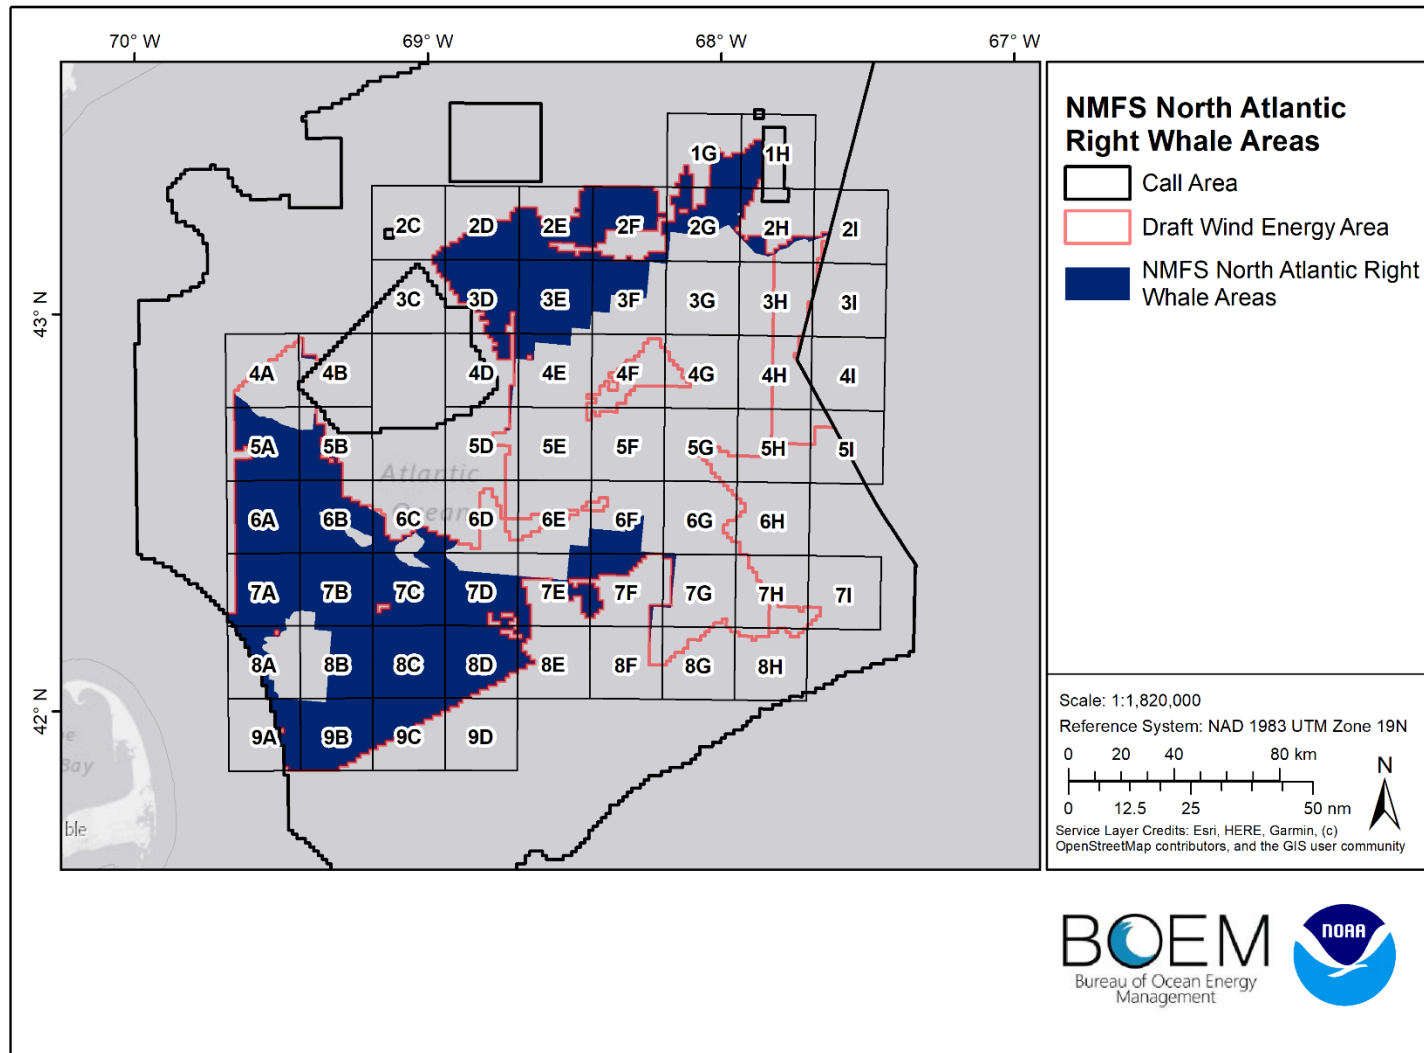 70° W 69° W 68° W 67° W
43° N
42° N
1G 1H
2C 2D 2E 2F 2G 2H 2I
3C 3D 3E 3F 3G 3H 3I
4A 4B 4D 4E 4F 4G 4H 4I
5A 5B 5D 5E 5F 5G 5H 5I
Atlantic
Ocean
6A 6B 6C 6D 6E 6F 6G 6H
7A 7B 7C 7D 7E 7F 7G 7H 7I
8A 8B 8C 8D 8E 8F 8G 8H
9A 9B 9C 9D
Bay
ble
NMFS North Atlantic
Right Whale Areas
Call Area
Draft Wind Energy Area
NMFS North Atlantic Right
Whale Areas
Scale: 1:1,820,000
Reference System: NAD 1983 UTM Zone 19N
0 20 40 80 km
0 12.5 25 50 nm
N
Service Layer Credits: Esri, HERE, Garmin, (c)
OpenStreetMap contributors, and the GIS user community
BOEM
Bureau of Ocean Energy
Management
NOAA